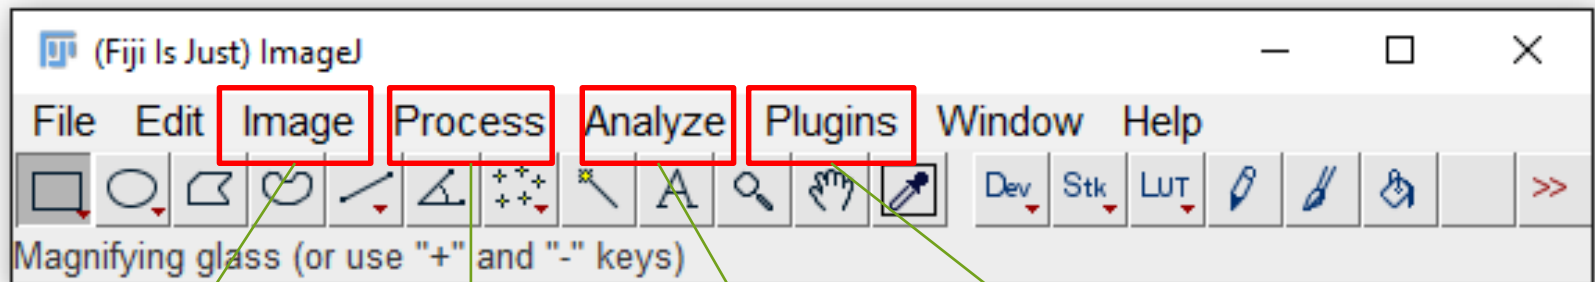 (Fiji Is Just) ImageJ
File Edit Image Process Analyze Plugins Window Help
A Dev Stk LUT >>
Magnifying glass (or use "+" and "-" keys)